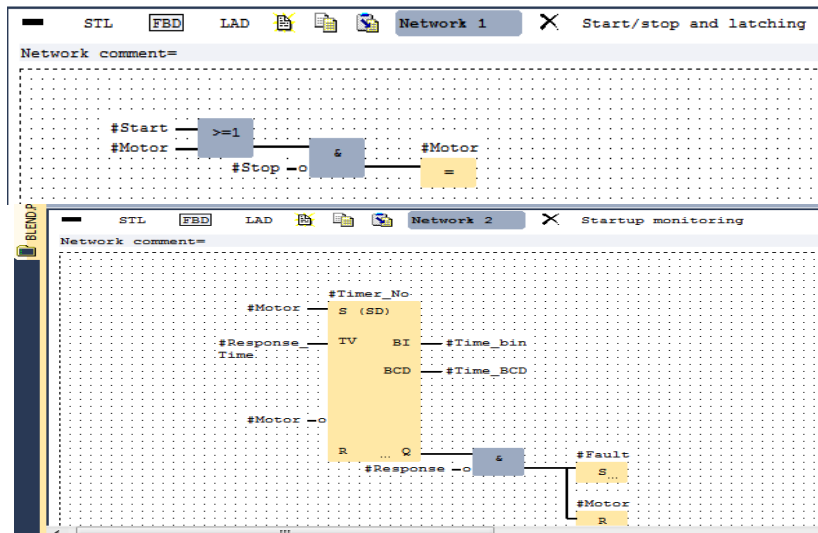 STL FBD LAD Network 1 Start/stop and latching
Network comment=
#Start >=1
#Motor
#Motor
&
#Stop
=
BLEND.P
STL FBD LAD Network 2 Startup monitoring
Network comment=
#Timer_No
#Motor S (SD)
#Response_ TV BI #Time_bin
Time
BCD #Time_BCD
#Motor
R ... Q & #Fault
#Response S...
#Motor
R